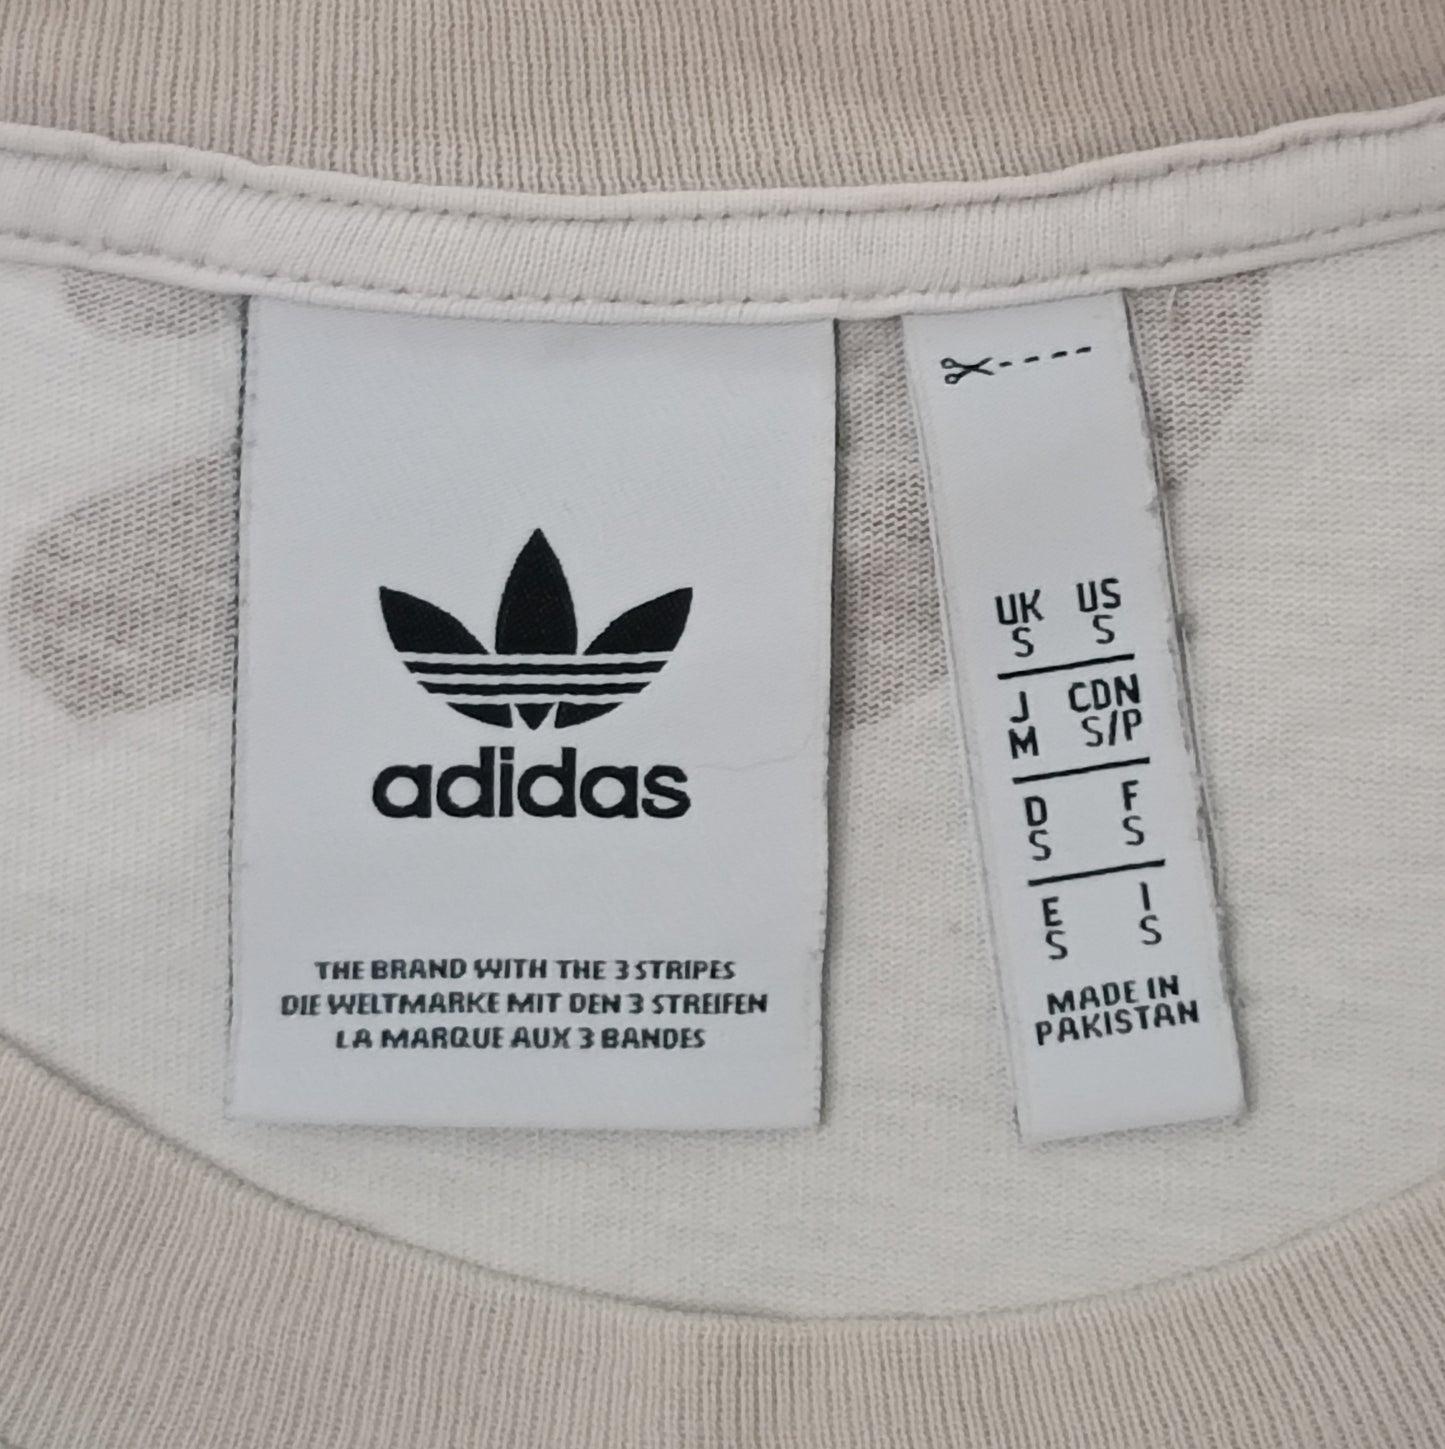 adidas
THE BRAND WITH THE 3 STRIPES
DIE WELTMARKE MIT DEN 3 STREIFEN
LA MARQUE AUX 3 BANDES
UK US
S S
J CDN
M S/P
D F
S S
E I
S S
MADE IN
PAKISTAN